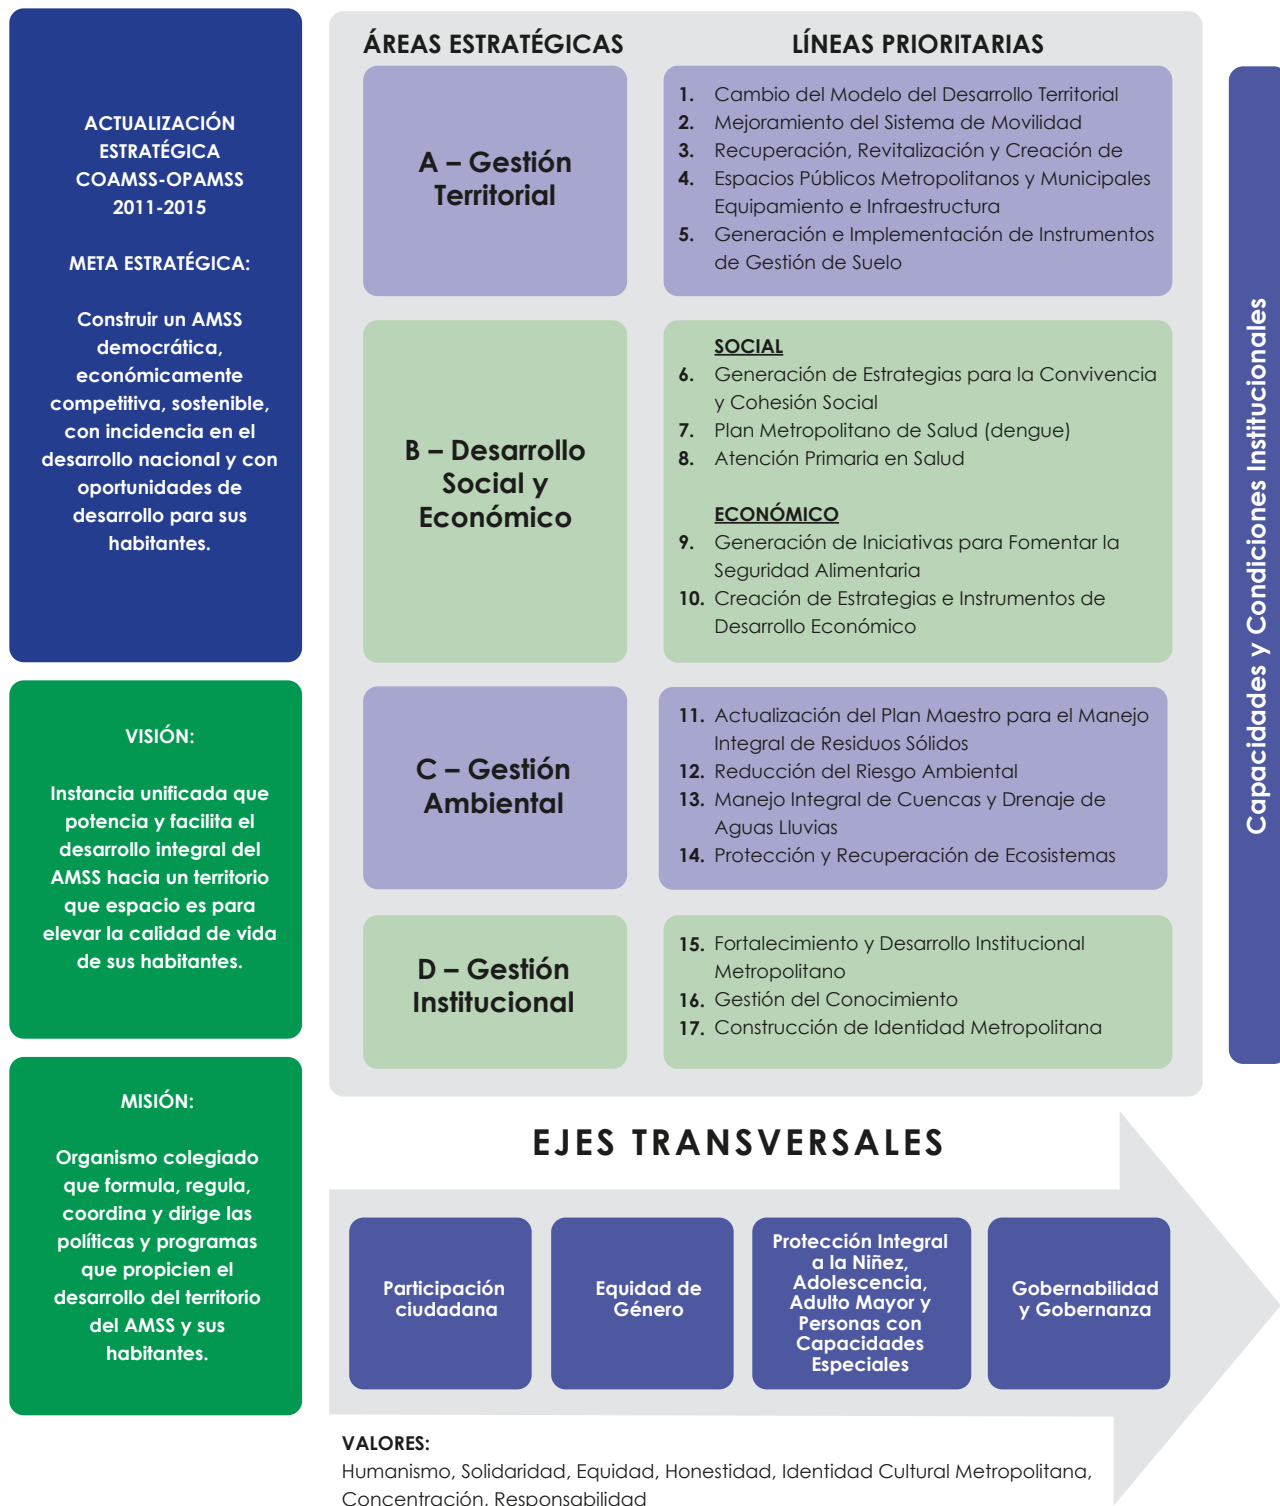 ACTUALIZACIÓN
ESTRATÉGICA
COAMSS-OPAMSS
2011-2015
META ESTRATÉGICA:
Construir un AMSS
democrática,
económicamente
competitiva, sostenible,
con incidencia en el
desarrollo nacional y con
oportunidades de
desarrollo para sus
habitantes.
VISIÓN:
Instancia unificada que
potencia y facilita el
desarrollo integral del
AMSS hacia un territorio
que espacio es para
elevar la calidad de vida
de sus habitantes.
MISIÓN:
Organismo colegiado
que formula, regula,
coordina y dirige las
políticas y programas
que propicien el
desarrollo del territorio
del AMSS y sus
habitantes.
ÁREAS ESTRATÉGICAS
LÍNEAS PRIORITARIAS
A – Gestión
Territorial
1. Cambio del Modelo del Desarrollo Territorial
2. Mejoramiento del Sistema de Movilidad
3. Recuperación, Revitalización y Creación de
4. Espacios Públicos Metropolitanos y Municipales
Equipamiento e Infraestructura
5. Generación e Implementación de Instrumentos
de Gestión de Suelo
B – Desarrollo
Social y
Económico
SOCIAL
6. Generación de Estrategias para la Convivencia
y Cohesión Social
7. Plan Metropolitano de Salud (dengue)
8. Atención Primaria en Salud
ECONÓMICO
9. Generación de Iniciativas para Fomentar la
Seguridad Alimentaria
10. Creación de Estrategias e Instrumentos de
Desarrollo Económico
C – Gestión
Ambiental
11. Actualización del Plan Maestro para el Manejo
Integral de Residuos Sólidos
12. Reducción del Riesgo Ambiental
13. Manejo Integral de Cuencas y Drenaje de
Aguas Lluvias
14. Protección y Recuperación de Ecosistemas
D – Gestión
Institucional
15. Fortalecimiento y Desarrollo Institucional
Metropolitano
16. Gestión del Conocimiento
17. Construcción de Identidad Metropolitana
Capacidades y Condiciones Institucionales
EJES TRANSVERSALES
Participación
ciudadana
Equidad de
Género
Protección Integral
a la Niñez,
Adolescencia,
Adulto Mayor y
Personas con
Capacidades
Especiales
Gobernabilidad
y Gobernanza
VALORES:
Humanismo, Solidaridad, Equidad, Honestidad, Identidad Cultural Metropolitana,
Concentración, Responsabilidad